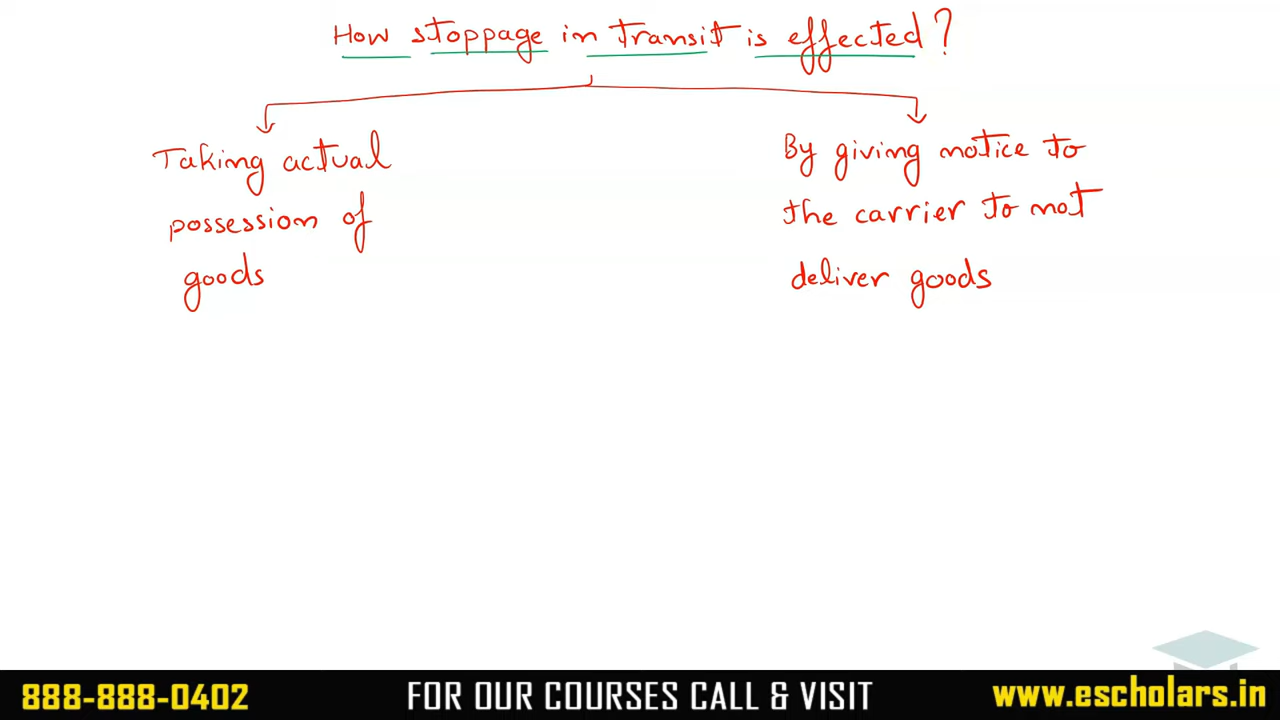 How stoppage in transit is effected?
Taking actual
possession of
goods
By giving notice to
the carrier to not
deliver goods
888-888-0402
FOR OUR COURSES CALL & VISIT
www.escholars.in